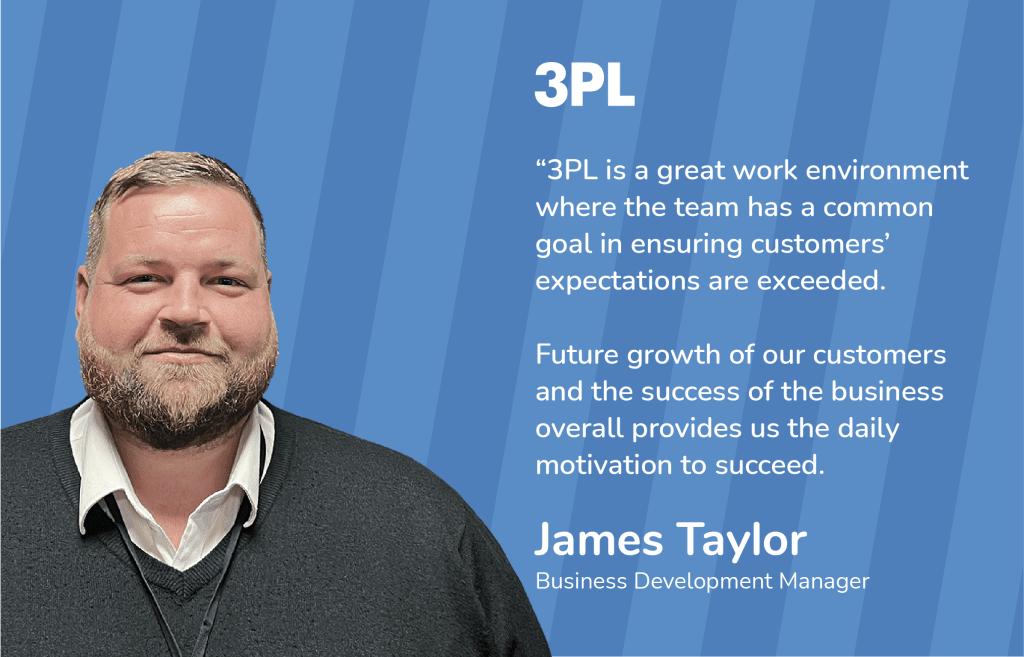 3PL
“3PL is a great work environment
where the team has a common
goal in ensuring customers’
expectations are exceeded.
Future growth of our customers
and the success of the business
overall provides us the daily
motivation to succeed.
James Taylor
Business Development Manager